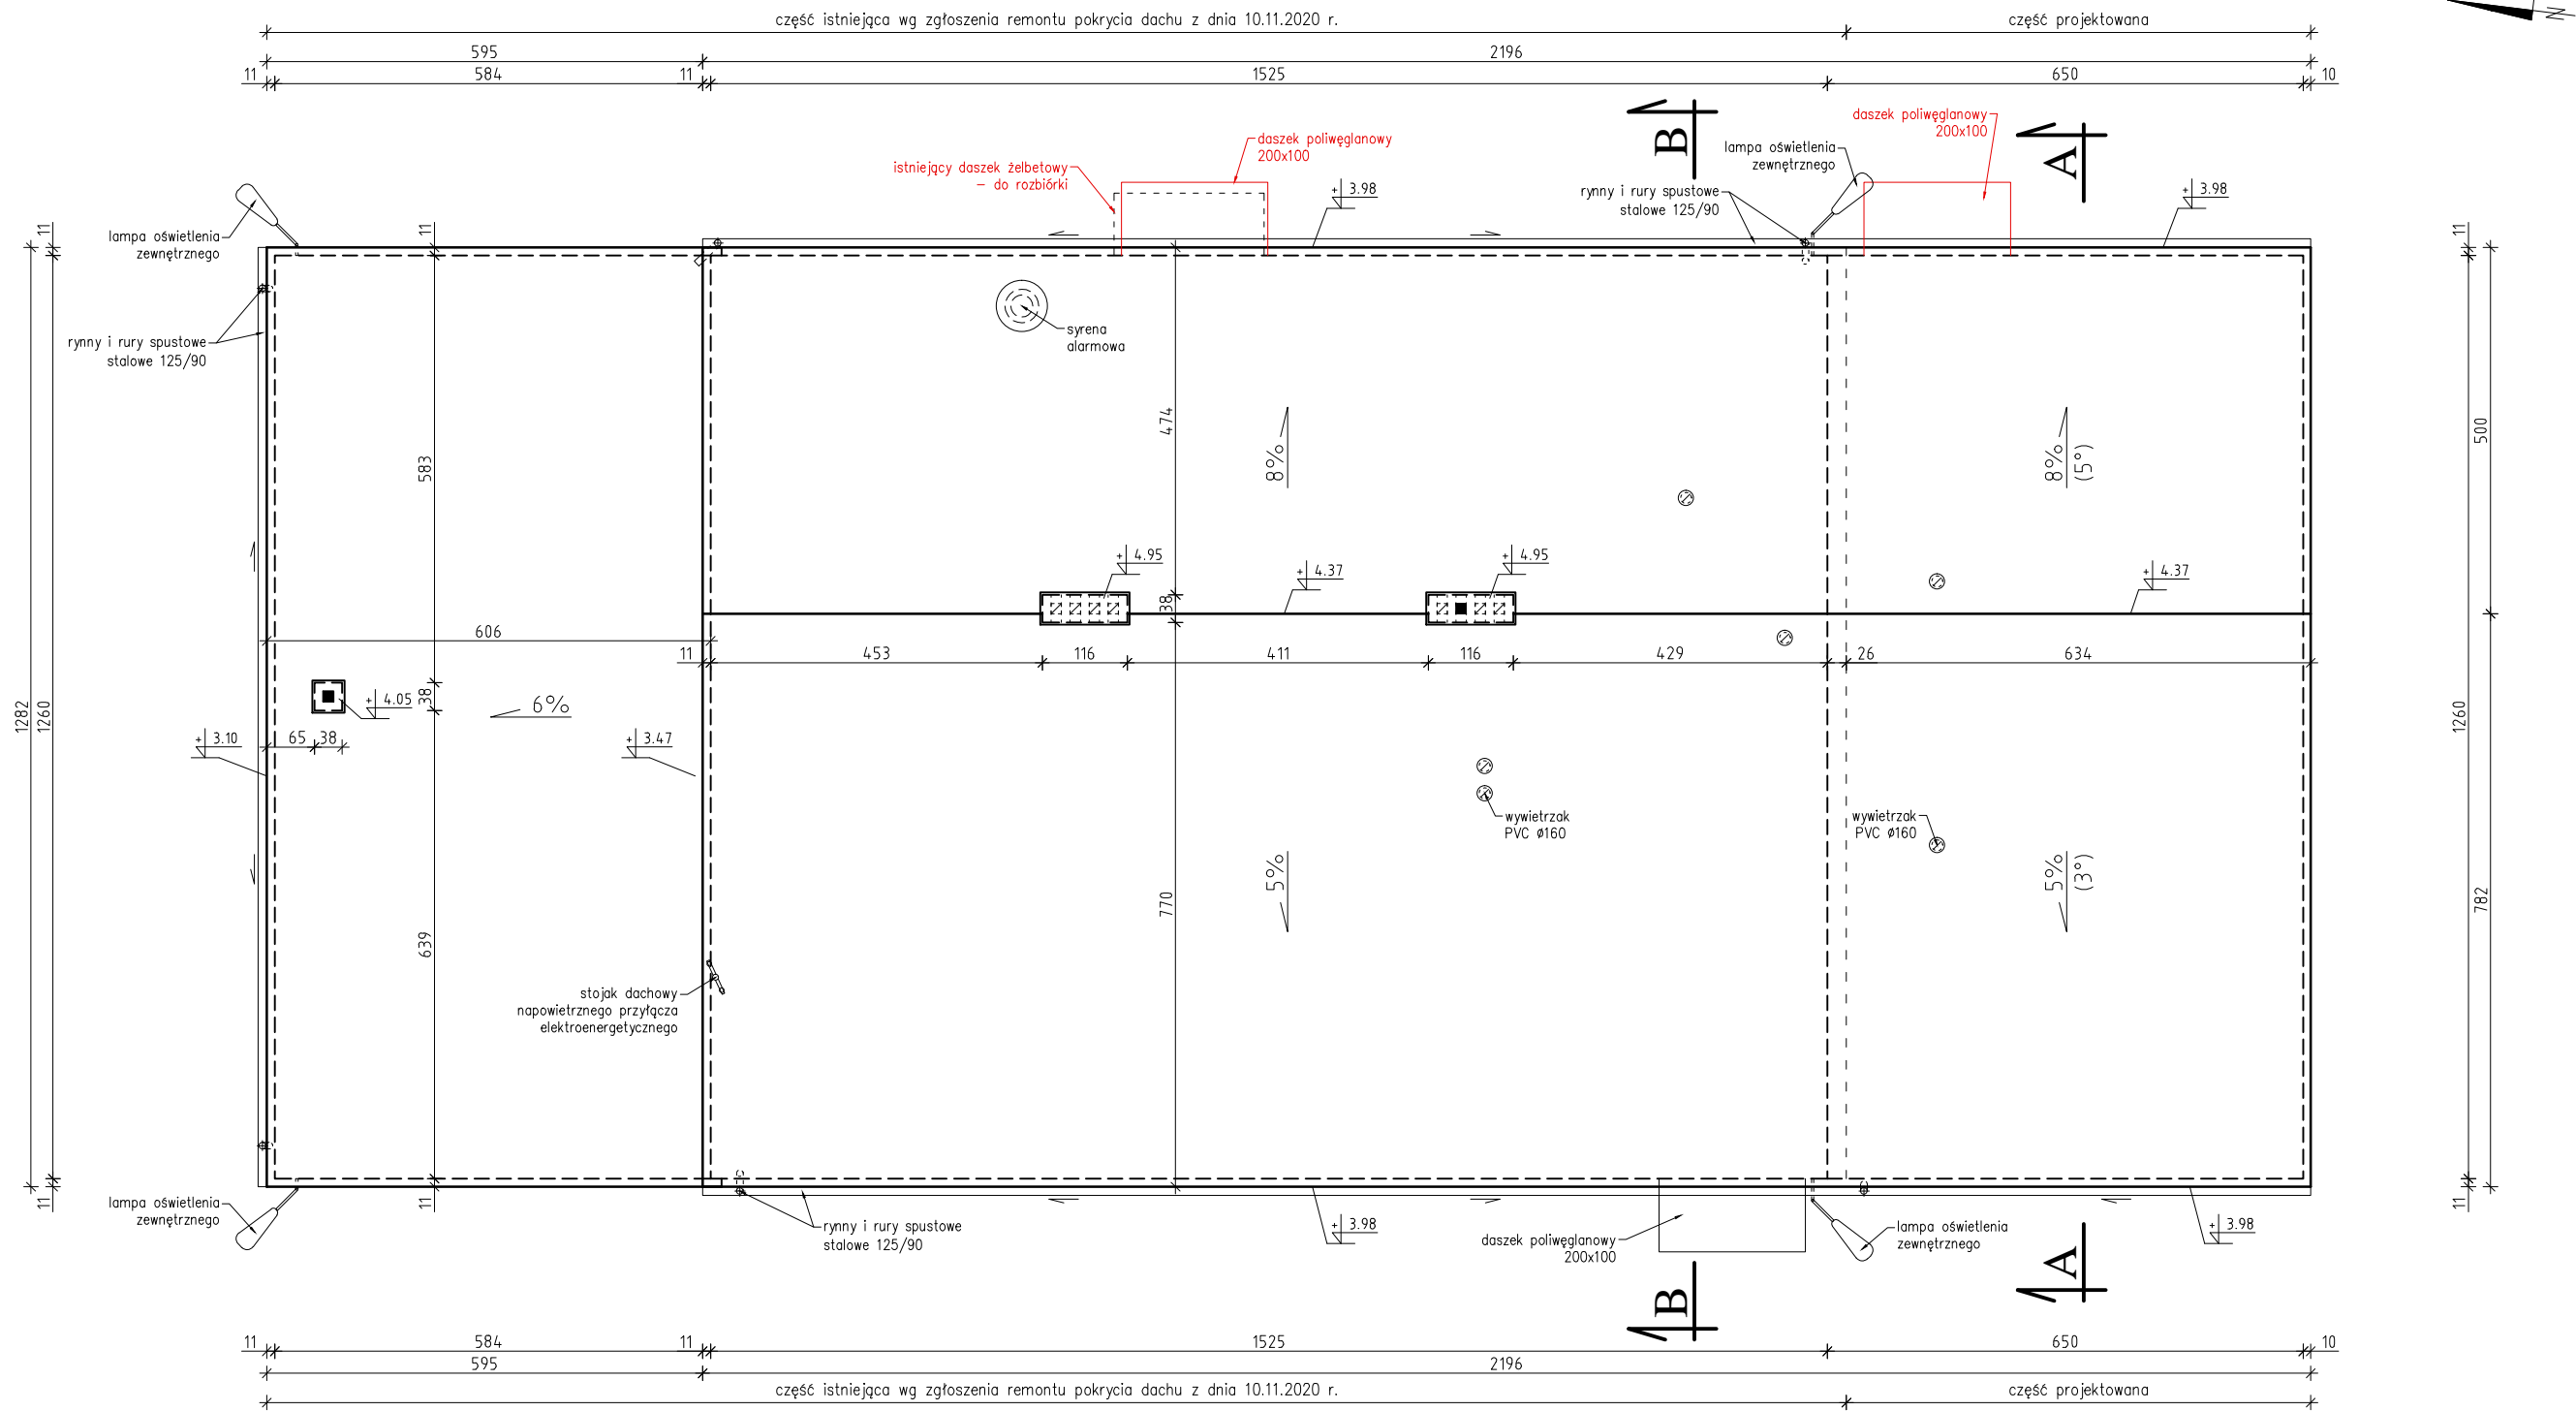 część istniejąca wg zgłoszenia remontu pokrycia dachu z dnia 10.11.2020 r.
część projektowana
N
595
2196
11
584
11
1525
650
10
daszek poliwęglanowy
200x100
istniejący daszek żelbetowy
– do rozbiórki
B
daszek poliwęglanowy
200x100
A
lampa oświetlenia
zewnętrznego
rynny i rury spustowe
stalowe 125/90
+ 3.98
+ 3.98
lampa oświetlenia
zewnętrznego
11
11
11
rynny i rury spustowe
stalowe 125/90
syrena
alarmowa
583
474
8%
8%
(5°)
500
+ 4.95
+ 4.37
+ 4.95
+ 4.37
38
606
11
453
116
411
116
429
26
634
+ 4.05
38
6%
65
38
+ 3.10
+ 3.47
1282
1260
1260
wywietrzak
PVC ø160
wywietrzak
PVC ø160
5%
5%
(3°)
770
782
639
stojak dachowy
napowietrznego przyłącza
elektroenergetycznego
lampa oświetlenia
zewnętrznego
11
11
11
rynny i rury spustowe
stalowe 125/90
+ 3.98
daszek poliwęglanowy
200x100
lampa oświetlenia
zewnętrznego
+ 3.98
A
B
11
584
11
1525
650
10
595
2196
część istniejąca wg zgłoszenia remontu pokrycia dachu z dnia 10.11.2020 r.
część projektowana